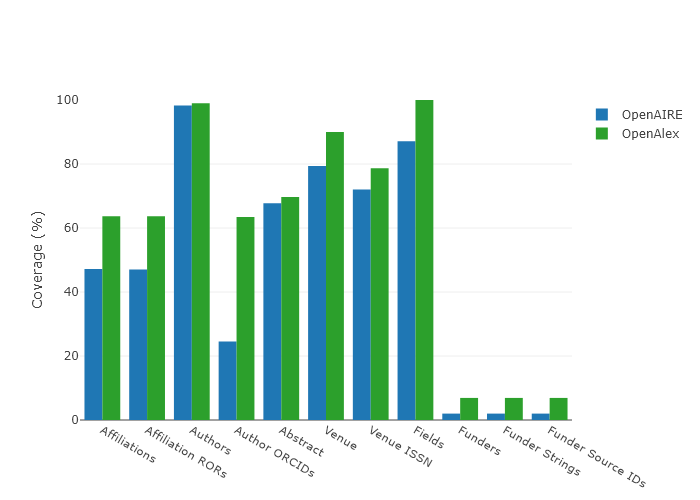 100
80
60
40
20
0
Coverage (%)
Affiliations
Affiliation RORs
Authors
Author ORCIDs
Abstract
Venue
Venue ISSN
Fields
Funders
Funder Strings
Funder Source IDs
OpenAIRE
OpenAlex